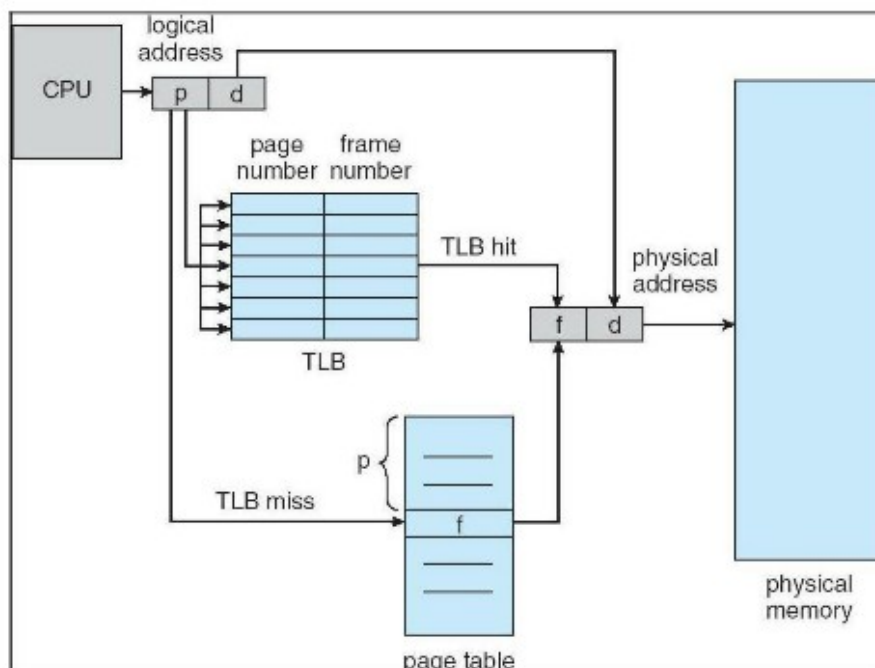 logical
address
CPU
p
d
page
number
frame
number
TLB hit
physical
address
f
d
TLB
p
TLB miss
f
physical
memory
page table